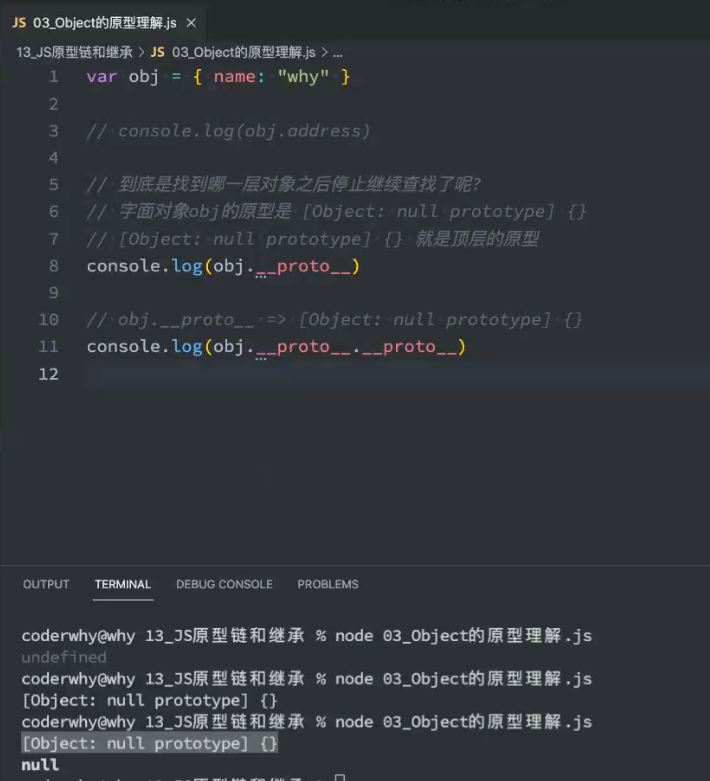 JS 03_Object的原型理解.js ×
13_JS原型链和继承 > JS 03_Object的原型理解.js > ...
1 var obj = { name: "why" }
2
3 // console.log(obj.address)
4
5 // 到底是找到哪一层对象之后停止继续查找了呢?
6 // 字面对象obj的原型是 [Object: null prototype] {}
7 // [Object: null prototype] {} 就是顶层的原型
8 console.log(obj.__proto__)
9
10 // obj.__proto__ => [Object: null prototype] {}
11 console.log(obj.__proto__.__proto__)
12
OUTPUT TERMINAL DEBUG CONSOLE PROBLEMS
coderwhy@why 13_JS原型链和继承 % node 03_Object的原型理解.js
undefined
coderwhy@why 13_JS原型链和继承 % node 03_Object的原型理解.js
[Object: null prototype] {}
coderwhy@why 13_JS原型链和继承 % node 03_Object的原型理解.js
[Object: null prototype] {}
null